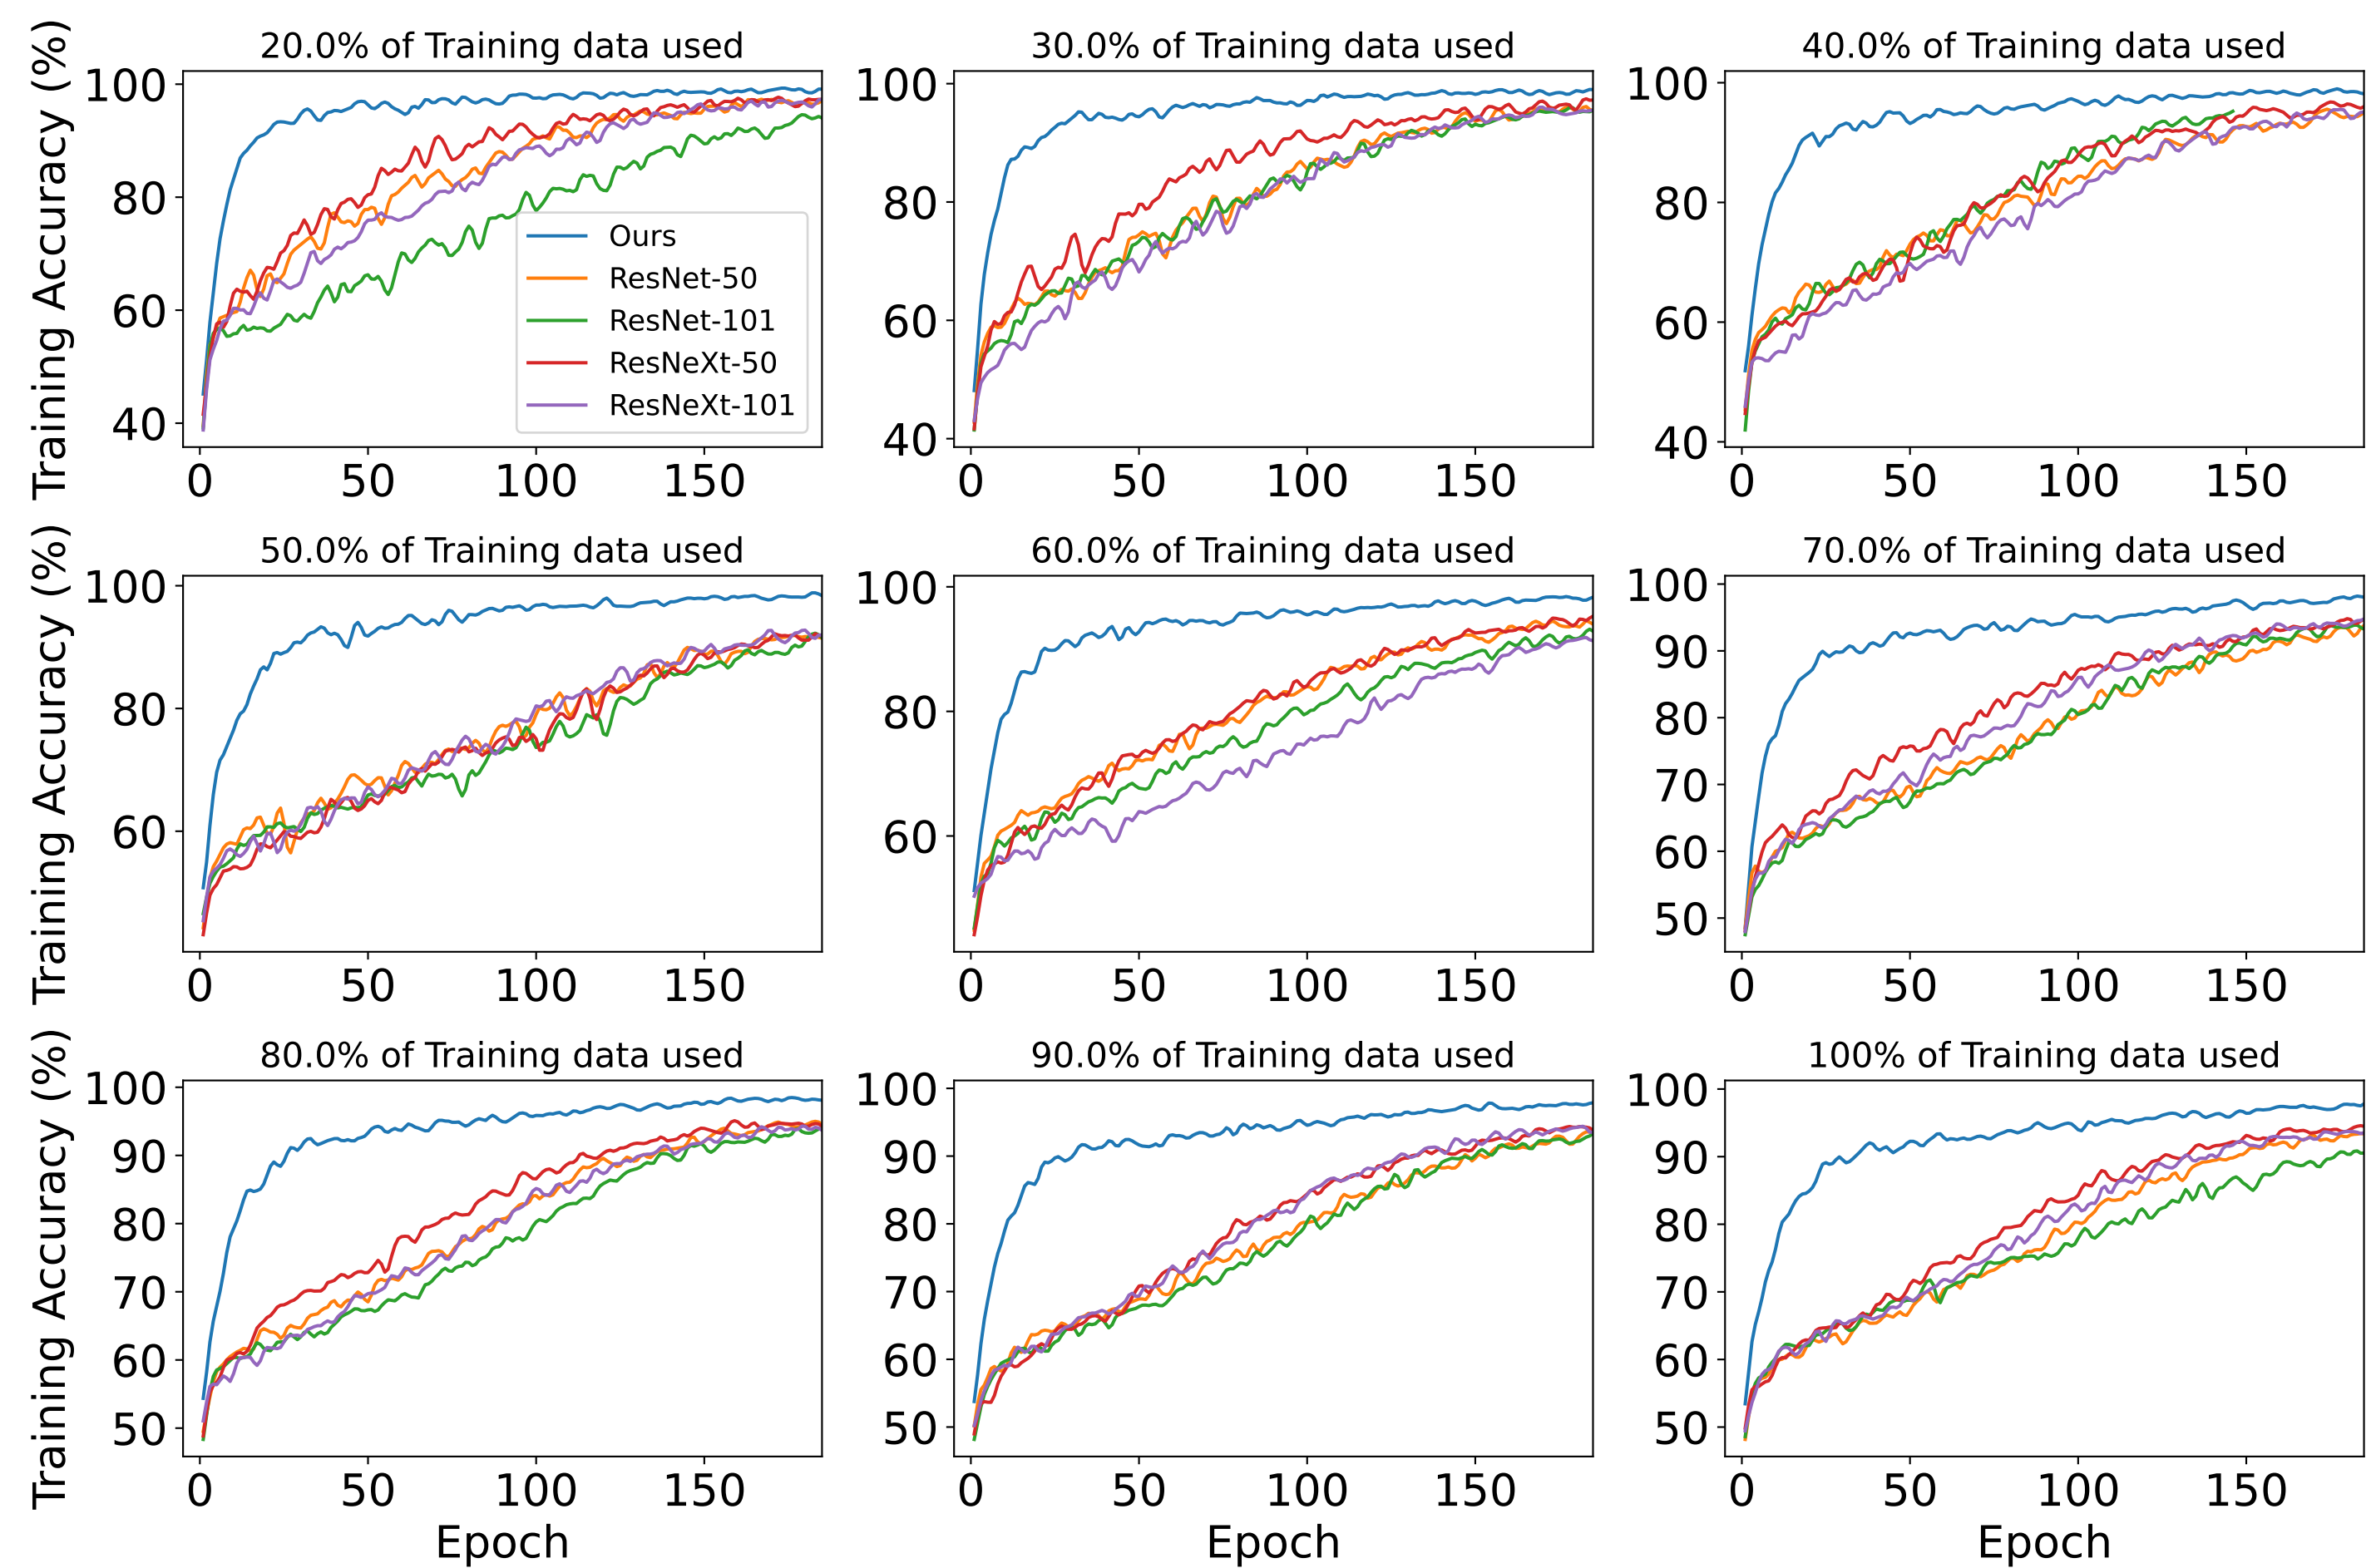 20.0% of Training data used
30.0% of Training data used
40.0% of Training data used
Training Accuracy (%)
100
80
60
40
0 50 100 150
Ours
ResNet-50
ResNet-101
ResNeXt-50
ResNeXt-101
100
80
60
40
0 50 100 150
100
80
60
40
0 50 100 150
50.0% of Training data used
60.0% of Training data used
70.0% of Training data used
Training Accuracy (%)
100
80
60
0 50 100 150
100
80
60
0 50 100 150
100
90
80
70
60
50
0 50 100 150
80.0% of Training data used
90.0% of Training data used
100% of Training data used
Training Accuracy (%)
100
90
80
70
60
50
0 50 100 150
Epoch
100
90
80
70
60
50
0 50 100 150
Epoch
100
90
80
70
60
50
0 50 100 150
Epoch